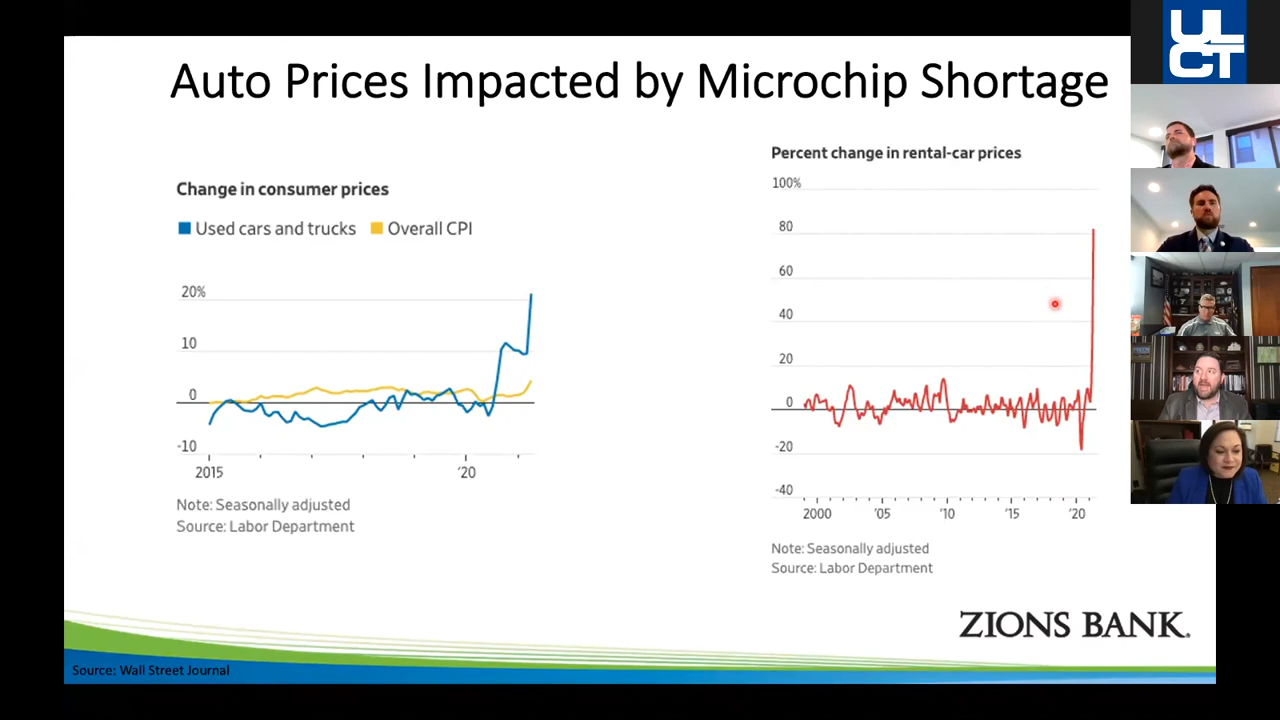 Auto Prices Impacted by Microchip Shortage
Change in consumer prices
Used cars and trucks
Overall CPI
20%
10
0
-10
2015
'20
Note: Seasonally adjusted
Source: Labor Department
Percent change in rental-car prices
100%
80
60
40
20
0
-20
-40
2000
'05
'10
'15
'20
Note: Seasonally adjusted
Source: Labor Department
ZIONS BANK.
Source: Wall Street Journal
ULCT